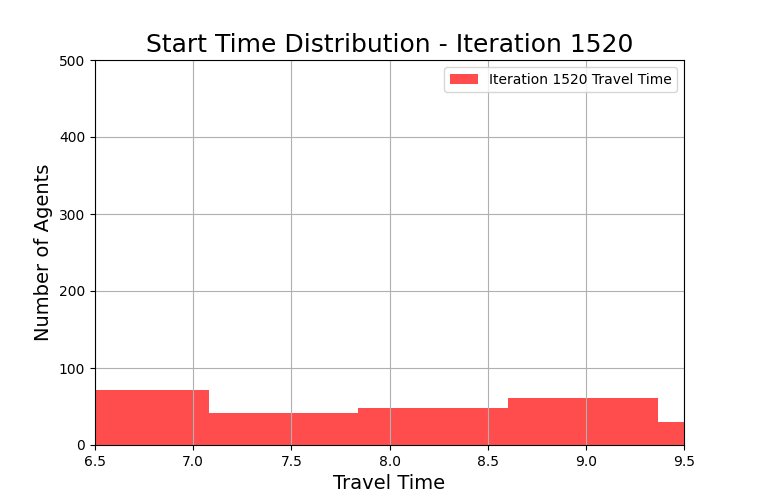 Start Time Distribution - Iteration 1520
Iteration 1520 Travel Time
Number of Agents
500
400
300
200
100
0
6.5 7.0 7.5 8.0 8.5 9.0 9.5
Travel Time